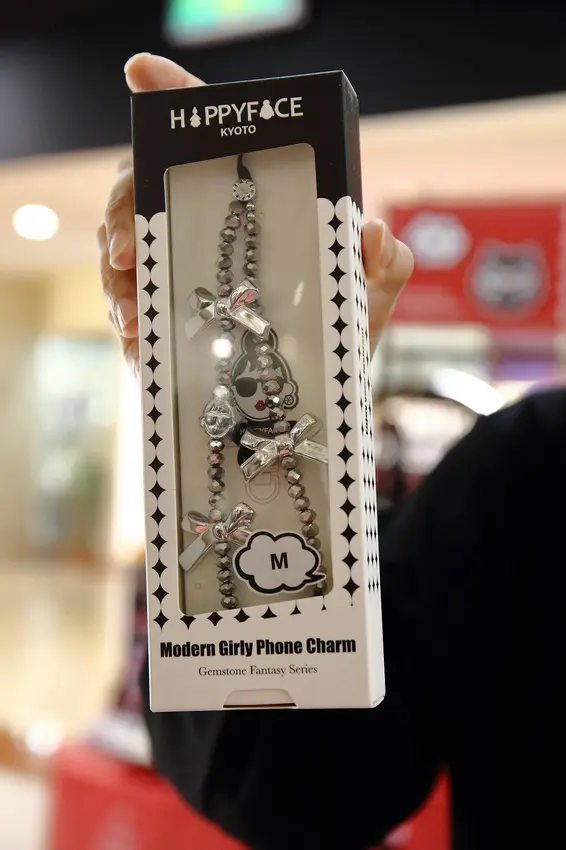 HAPPYFACE
KYOTO
M
Modern Girly Phone Charm
Gemstone Fantasy Series